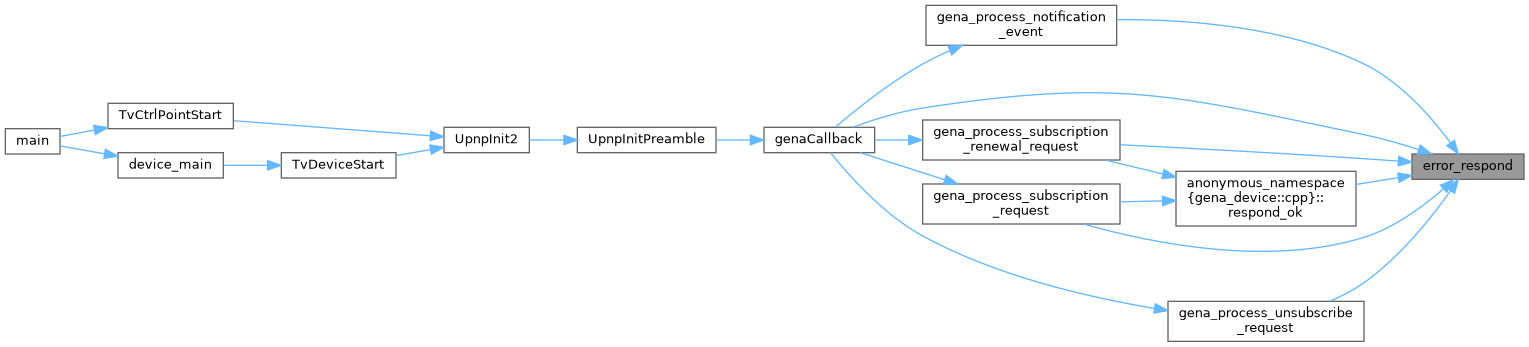 main
TvCtrlPointStart
device_main
TvDeviceStart
UpnpInit2
UpnpInitPreamble
genaCallback
gena_process_notification
_event
gena_process_subscription
_renewal_request
gena_process_subscription
_request
anonymous_namespace
{gena_device::cpp}::
respond_ok
gena_process_unsubscribe
_request
error_respond